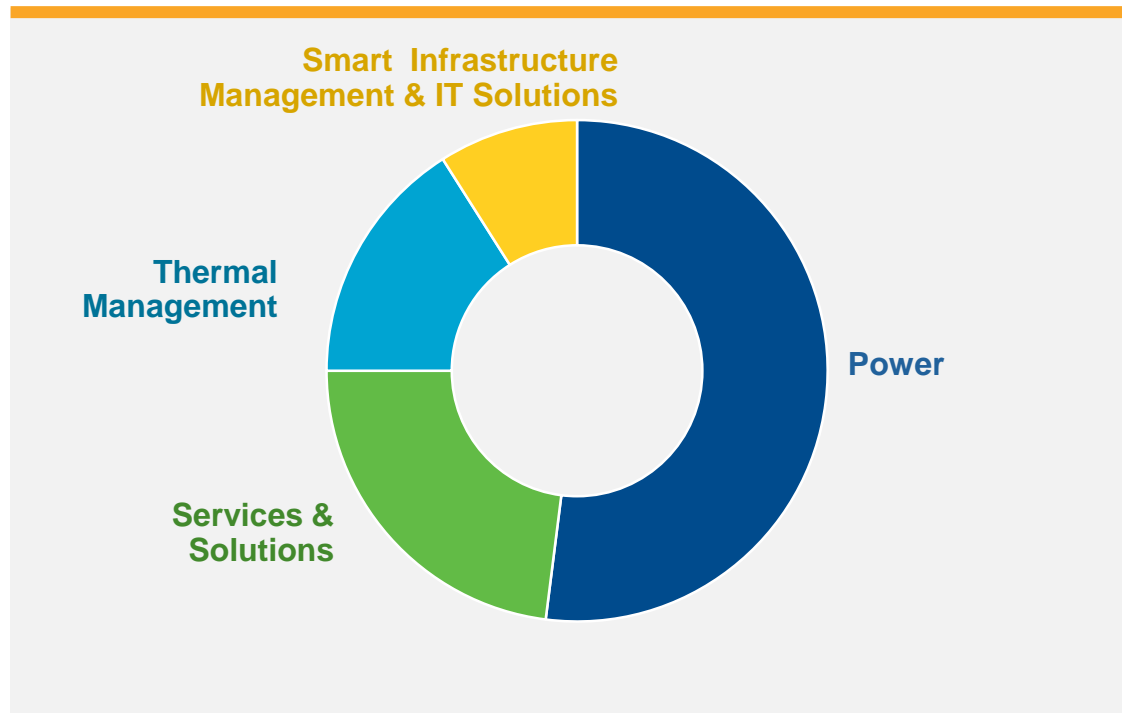 Smart Infrastructure
Management & IT Solutions
Thermal
Management
Power
Services &
Solutions